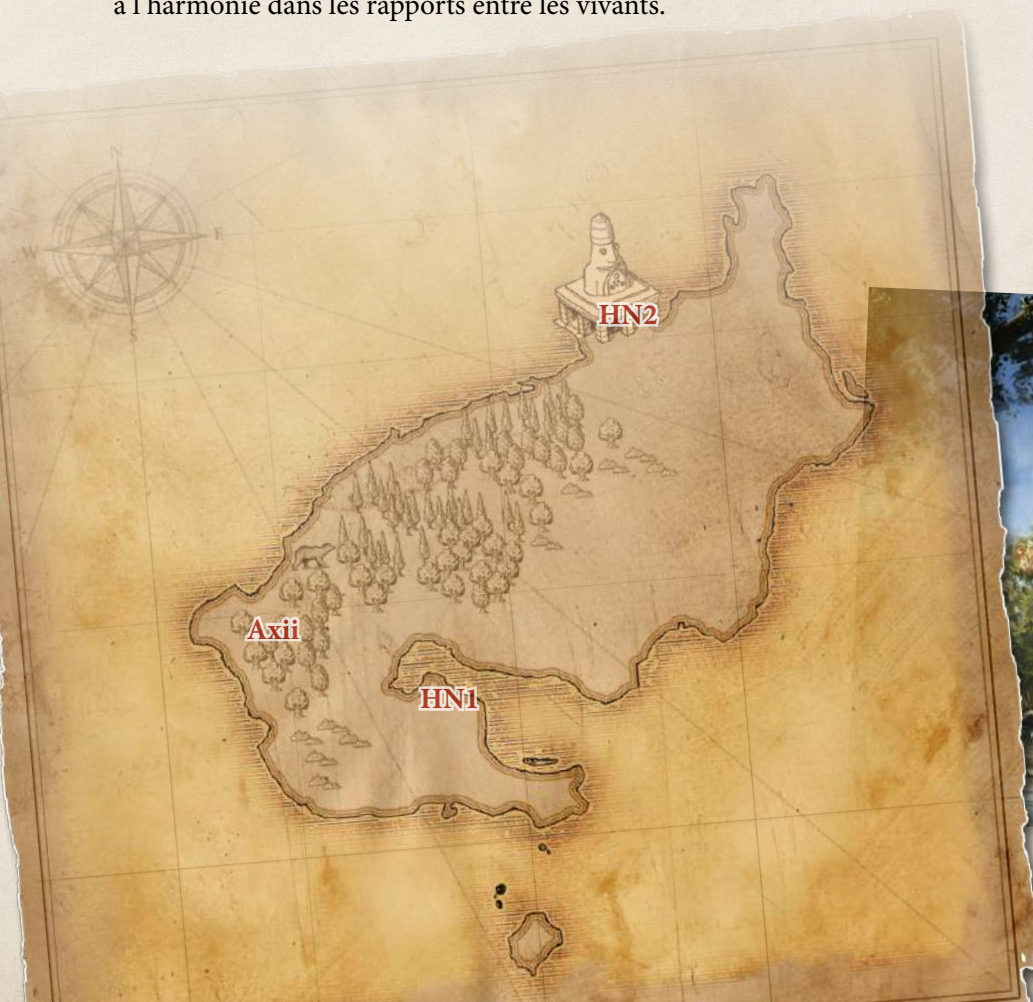 à l'harmonie dans les rapports entre les vivants.
N
W
E
S
HN2
Axii
HN1